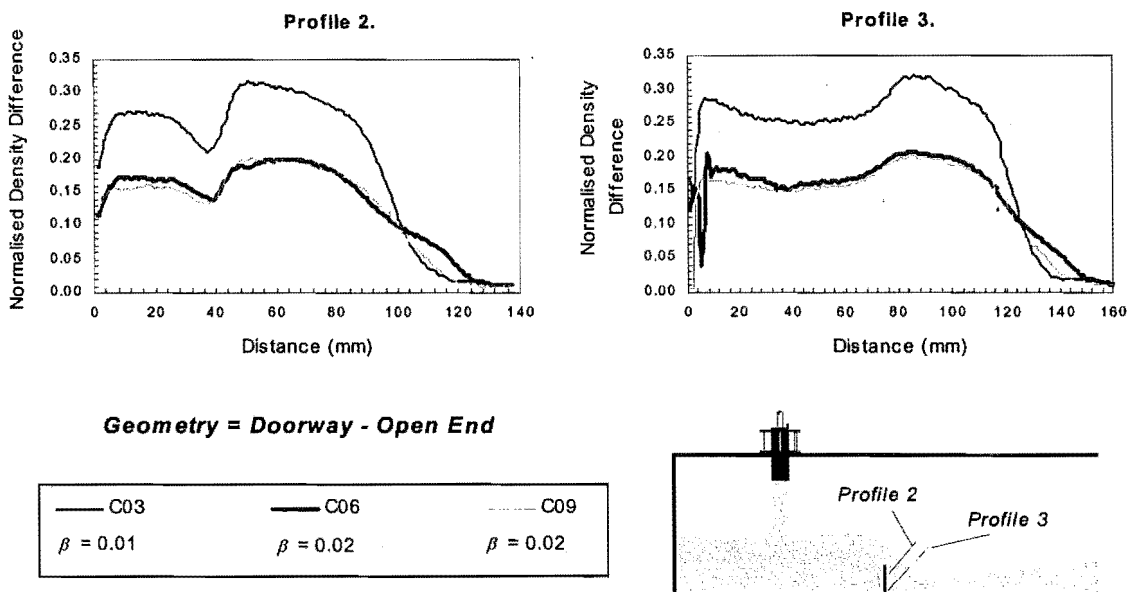 Profile 2.
Normalised Density Difference
0.35
0.30
0.25
0.20
0.15
0.10
0.05
0.00
0 20 40 60 80 100 120 140
Distance (mm)
Profile 3.
Normalised Density
Difference
0.35
0.30
0.25
0.20
0.15
0.10
0.05
0.00
0 20 40 60 80 100 120 140 160
Distance (mm)
Geometry = Doorway - Open End
C03 C06 C09
β = 0.01 β = 0.02 β = 0.02
Profile 2
Profile 3